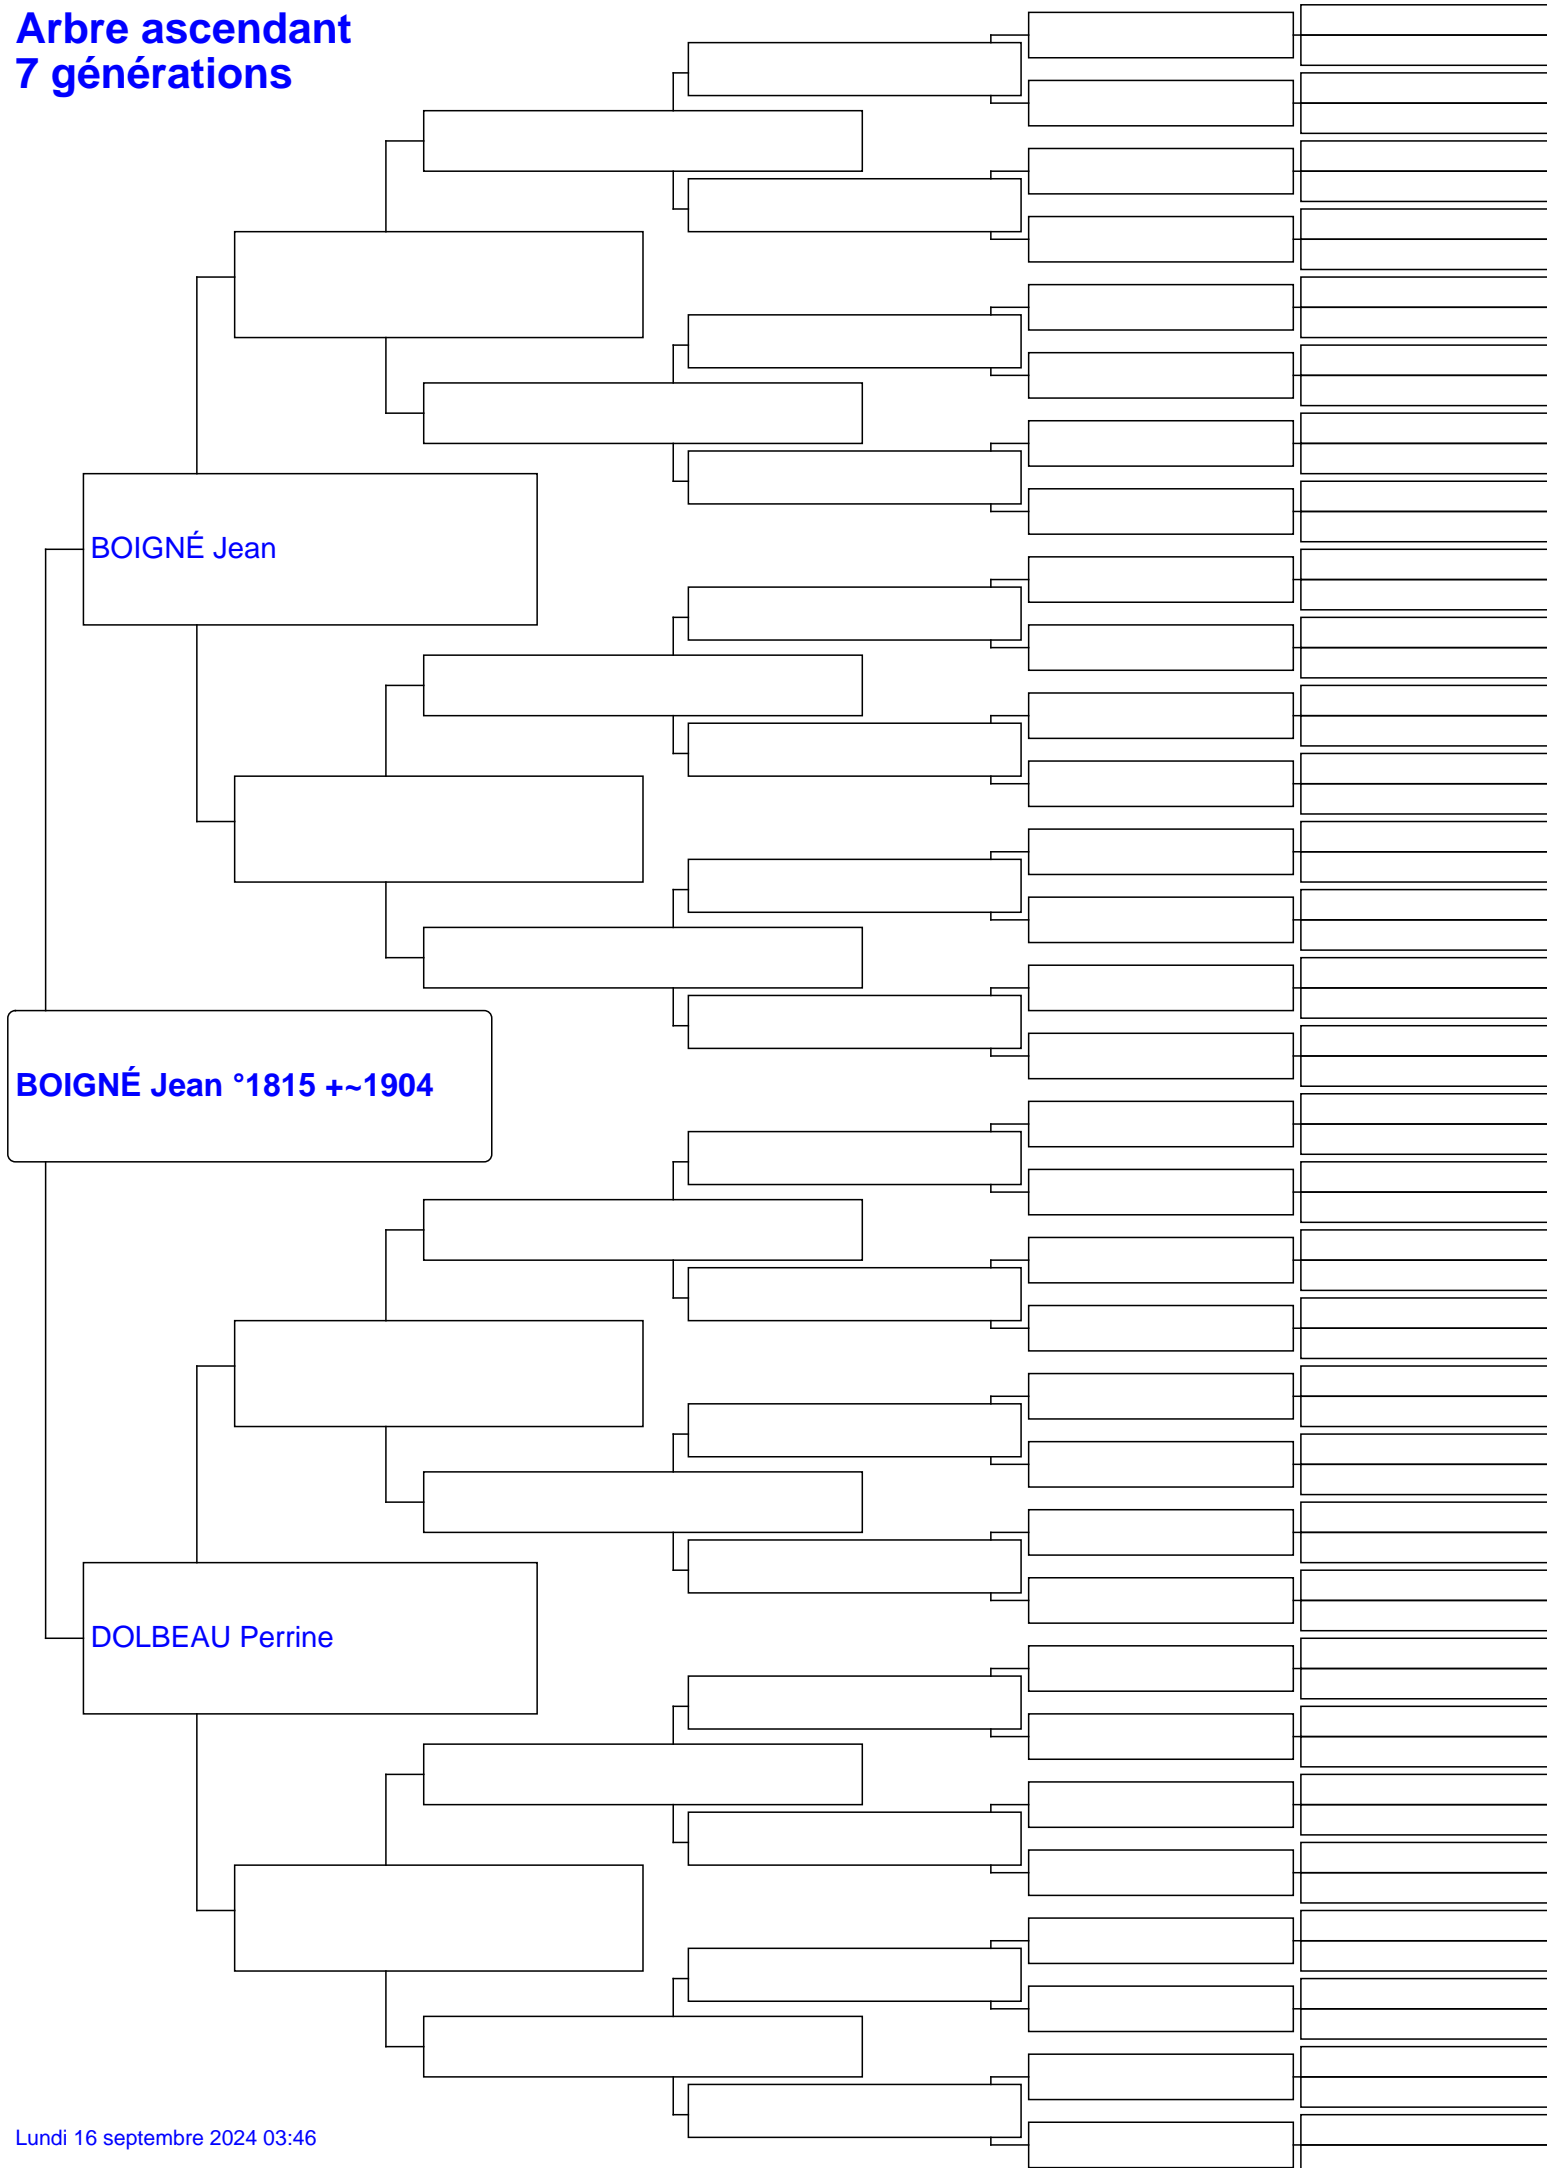 Arbre ascendant
7 générations
BOIGNÉ Jean
BOIGNÉ Jean °1815 +~1904
DOLBEAU Perrine
Lundi 16 septembre 2024 03:46